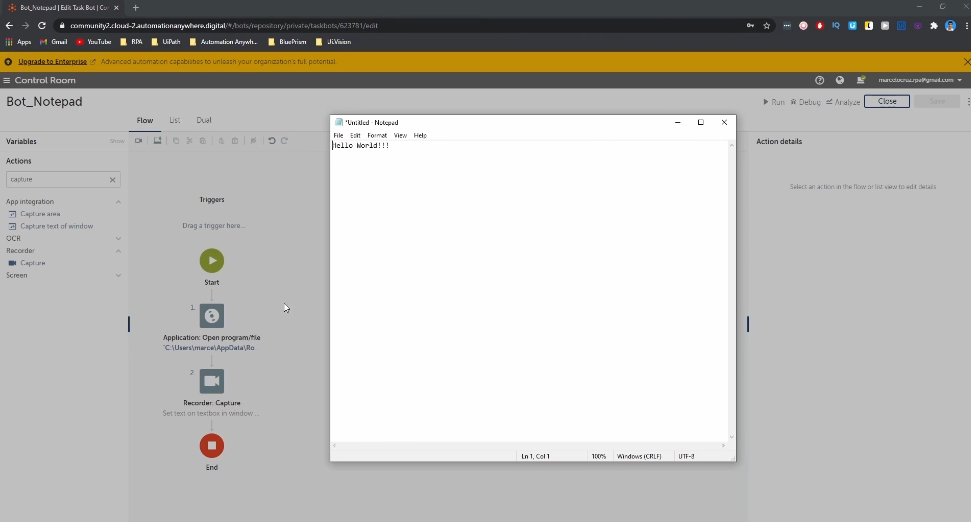 Bot_Notepad | Edit Task Bot | Cor
community2.cloud-2.automationanywhere.digital/#/bots/repository/private/taskbots/623781/edit
Apps Gmail YouTube RPA UiPath Automation Anywh... BluePrism Ui.Vision
Upgrade to Enterprise Advanced automation capabilities to unleash your organization's full potential.
Control Room marcelocruz.rpa@gmail.com
Bot_Notepad Run Debug Analyze Close Save
Flow List Dual
Variables Show
Actions
capture
App integration
Capture area
Capture text of window
OCR
Recorder
Capture
Screen
Triggers
Drag a trigger here...
Start
1.
Application: Open program/file
"C:\Users\marce\AppData\Ro
2.
Recorder: Capture
Set text on textbox in window ...
End
*Untitled - Notepad
File Edit Format View Help
Hello World!!!
Ln 1, Col 1 100% Windows (CRLF) UTF-8
Action details
Select an action in the flow or list view to edit details